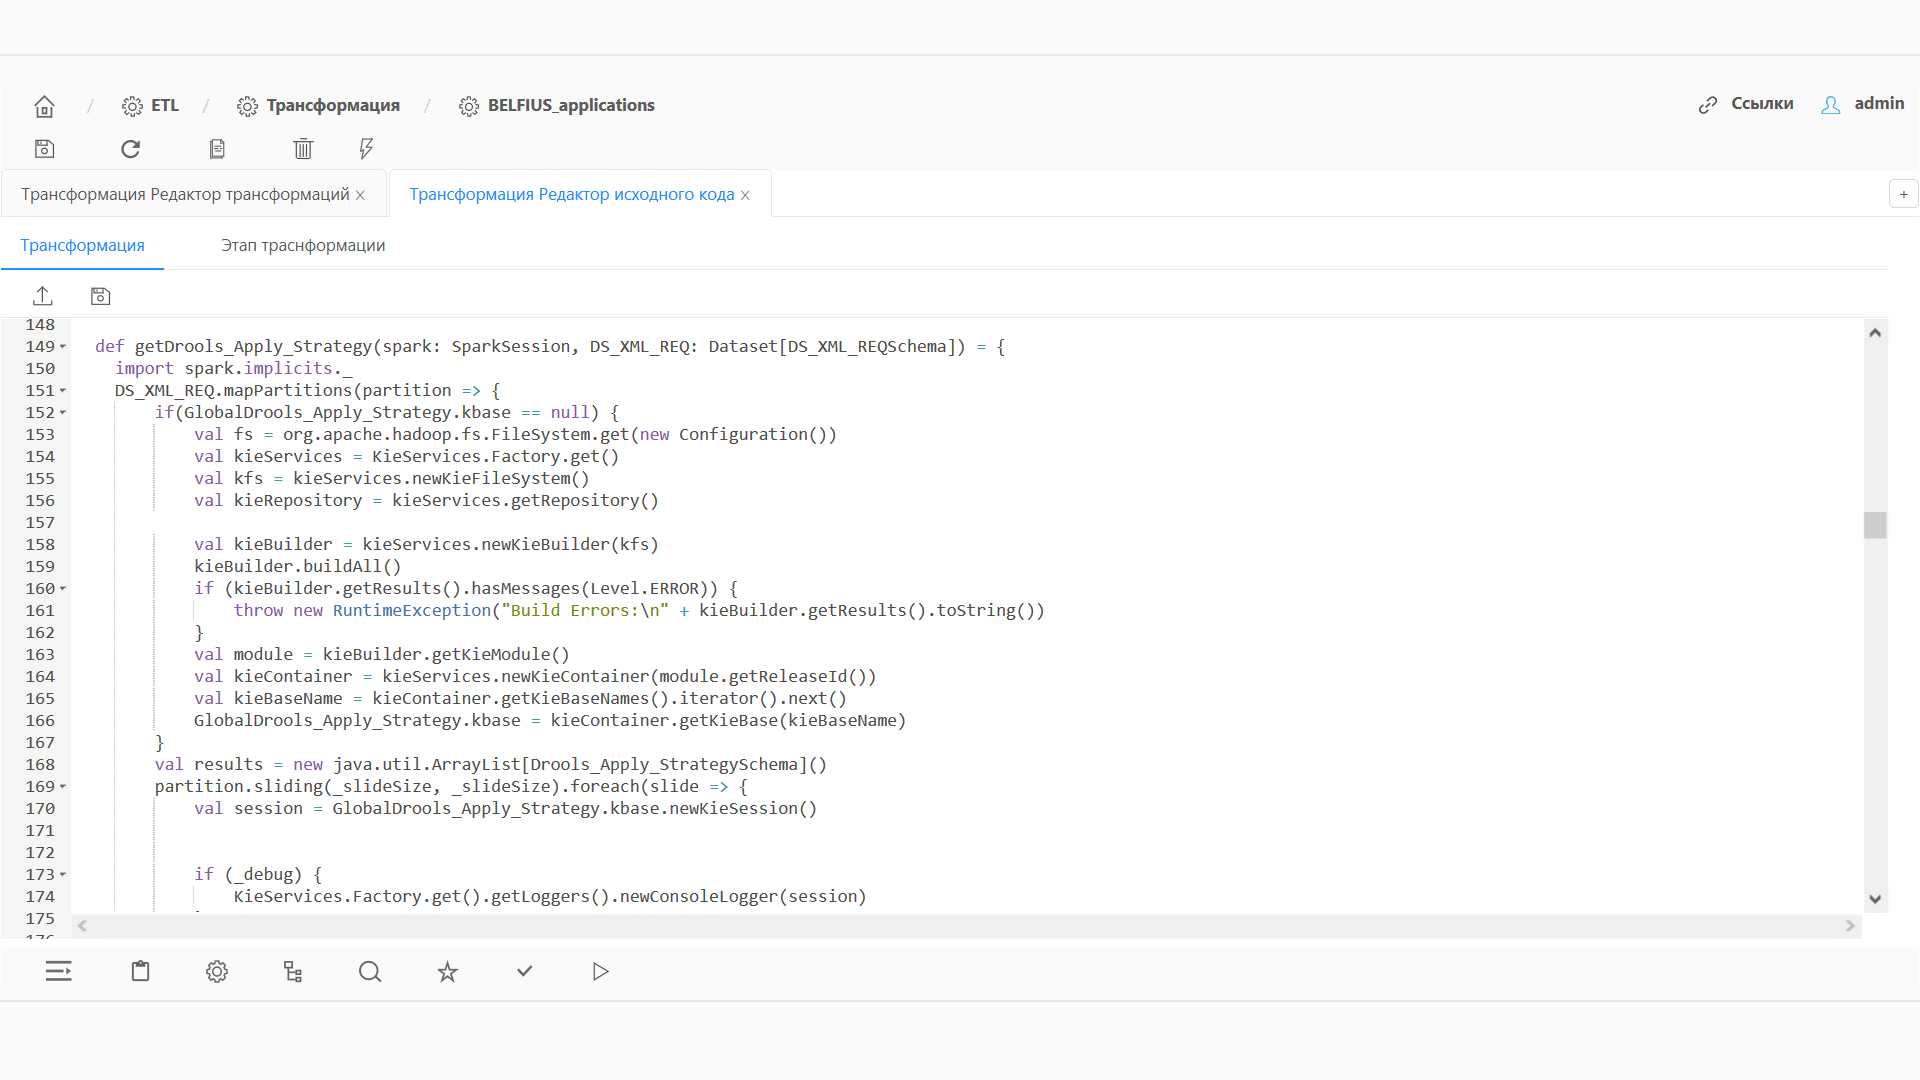 / ETL / Трансформация / BELFIUS_applications
Ссылки admin
Трансформация Редактор трансформаций x Трансформация Редактор исходного кода x +
Трансформация Этап траснформации
148
149 def getDrools_Apply_Strategy(spark: SparkSession, DS_XML_REQ: Dataset[DS_XML_REQSchema]) = {
150 import spark.implicits._
151 DS_XML_REQ.mapPartitions(partition => {
152 if(GlobalDrools_Apply_Strategy.kbase == null) {
153 val fs = org.apache.hadoop.fs.FileSystem.get(new Configuration())
154 val kieServices = KieServices.Factory.get()
155 val kfs = kieServices.newKieFileSystem()
156 val kieRepository = kieServices.getRepository()
157
158 val kieBuilder = kieServices.newKieBuilder(kfs)
159 kieBuilder.buildAll()
160 if (kieBuilder.getResults().hasMessages(Level.ERROR)) {
161 throw new RuntimeException("Build Errors:\n" + kieBuilder.getResults().toString())
162 }
163 val module = kieBuilder.getKieModule()
164 val kieContainer = kieServices.newKieContainer(module.getReleaseId())
165 val kieBaseName = kieContainer.getKieBaseNames().iterator().next()
166 GlobalDrools_Apply_Strategy.kbase = kieContainer.getKieBase(kieBaseName)
167 }
168 val results = new java.util.ArrayList[Drools_Apply_StrategySchema]()
169 partition.sliding(_slideSize, _slideSize).foreach(slide => {
170 val session = GlobalDrools_Apply_Strategy.kbase.newKieSession()
171
172
173 if (_debug) {
174 KieServices.Factory.get().getLoggers().newConsoleLogger(session)
175